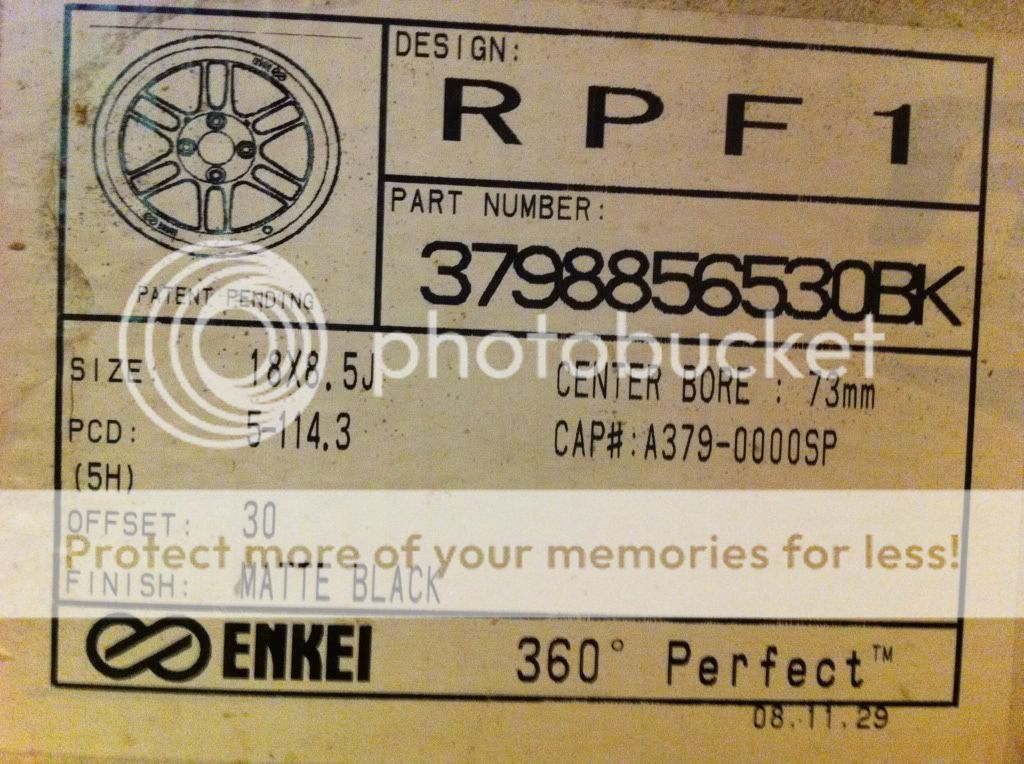 DESIGN:
RPF1
PART NUMBER:
3798856530BK
PATENT PENDING
photobucket
SIZE: 18X8.5J
CENTER BORE : 73mm
PCD: 5-114.3
CAP#:A379-0000SP
(5H)
OFFSET: 30
Protect more of your memories for less!
FINISH: MATTE BLACK
ENKEI
360° Perfect™
08.11.29